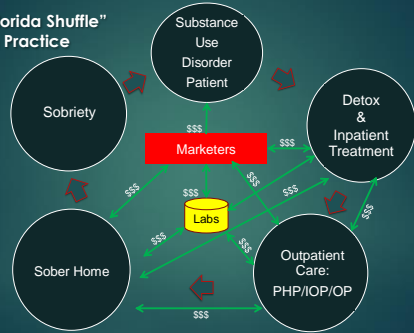 orida Shuffle”
Practice
Substance
Use
Disorder
Patient
Sobriety
Detox
&
Inpatient
Treatment
$$$
Marketers
$$$
$$$
$$$
$$$
$$$
$$$
Labs
$$$
$$$
$$$
Sober Home
Outpatient
Care:
PHP/IOP/OP
$$$